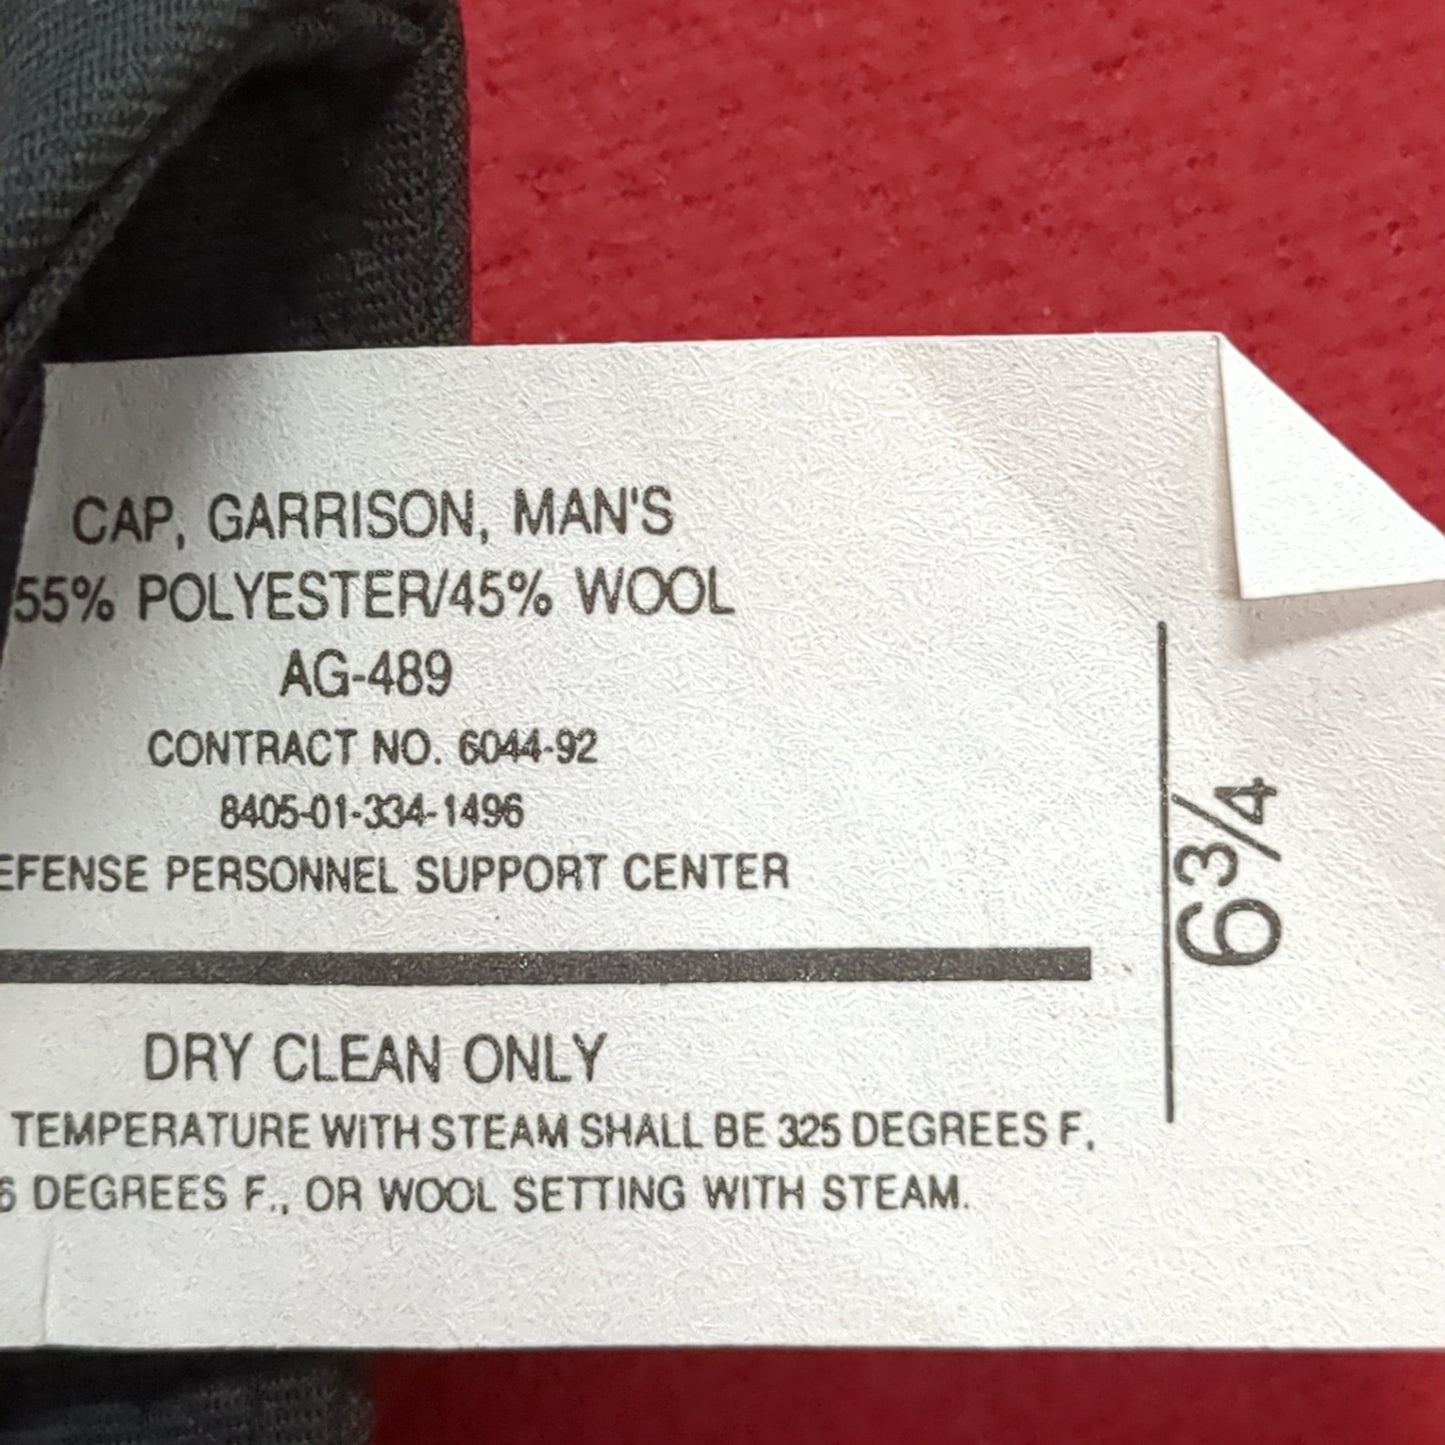 CAP, GARRISON, MAN'S
55% POLYESTER/45% WOOL
AG-489
CONTRACT NO. 6044-92
8405-01-334-1496
EFENSE PERSONNEL SUPPORT CENTER
DRY CLEAN ONLY
TEMPERATURE WITH STEAM SHALL BE 325 DEGREES F.
6 DEGREES F., OR WOOL SETTING WITH STEAM.
6¾